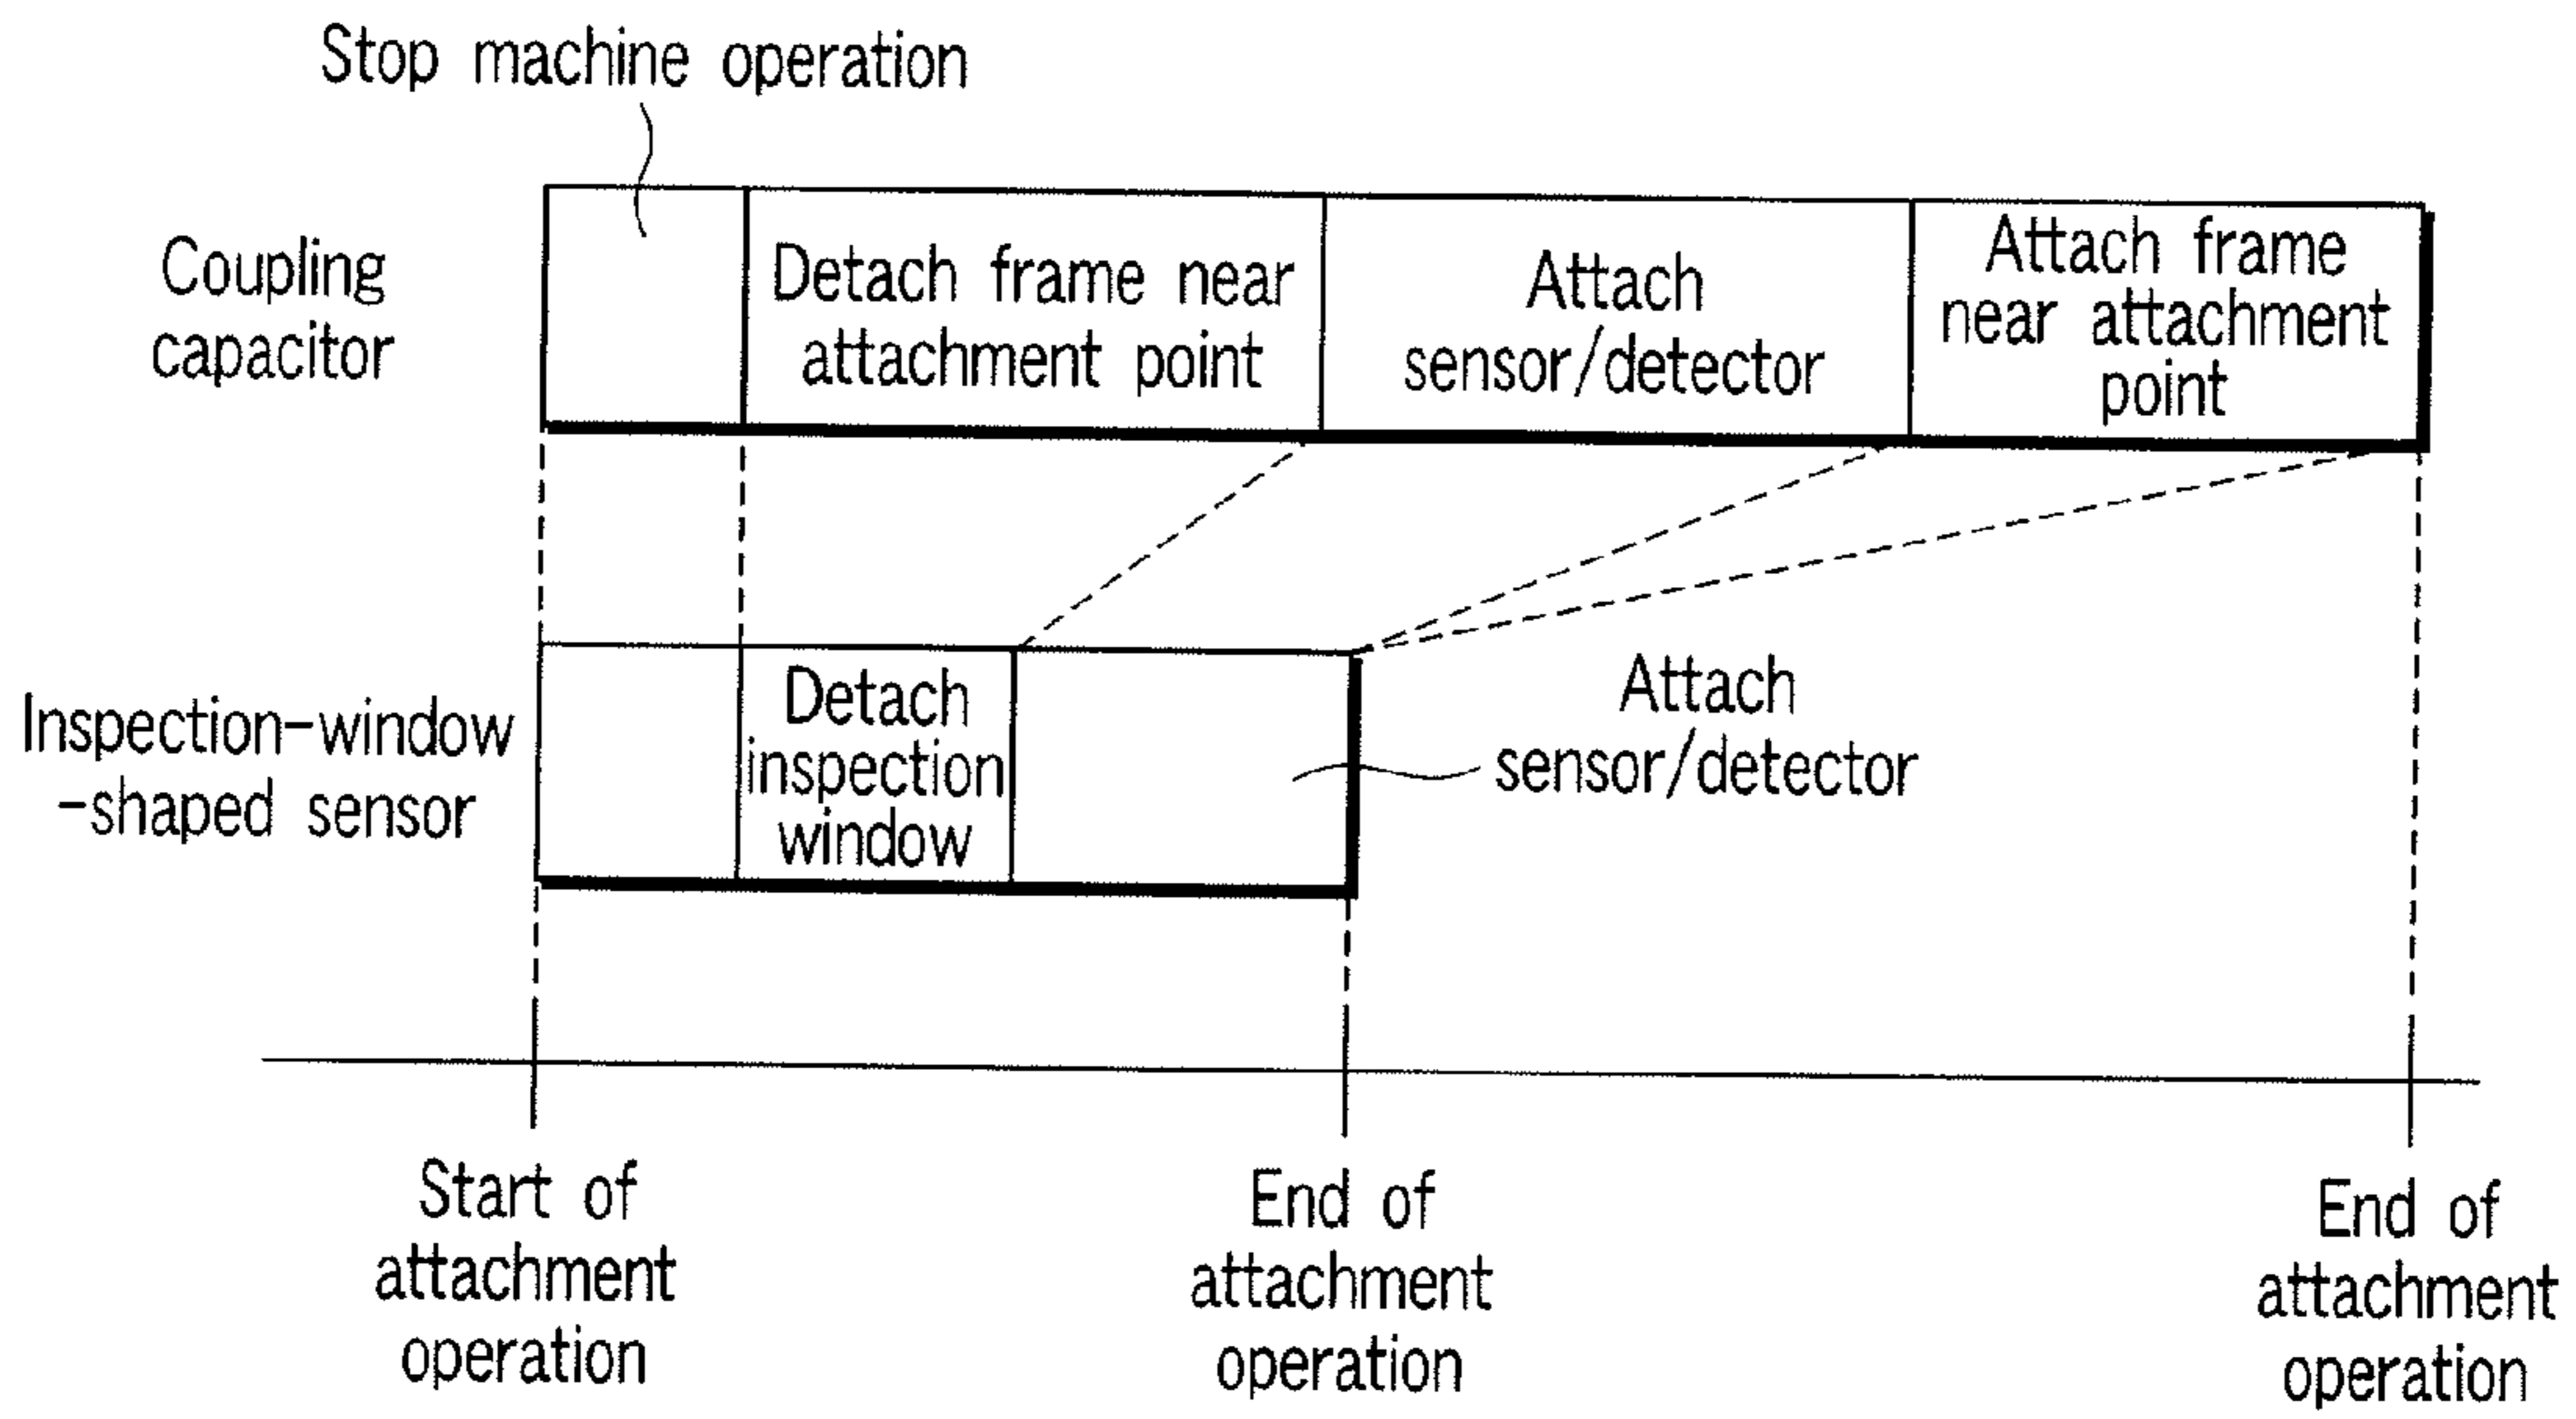 Stop machine operation
Coupling
capacitor
Detach frame near
attachment point
Attach
sensor/detector
Attach frame
near attachment
point
Inspection-window
-shaped sensor
Detach
inspection
window
Attach
sensor/detector
Start of
attachment
operation
End of
attachment
operation
End of
attachment
operation